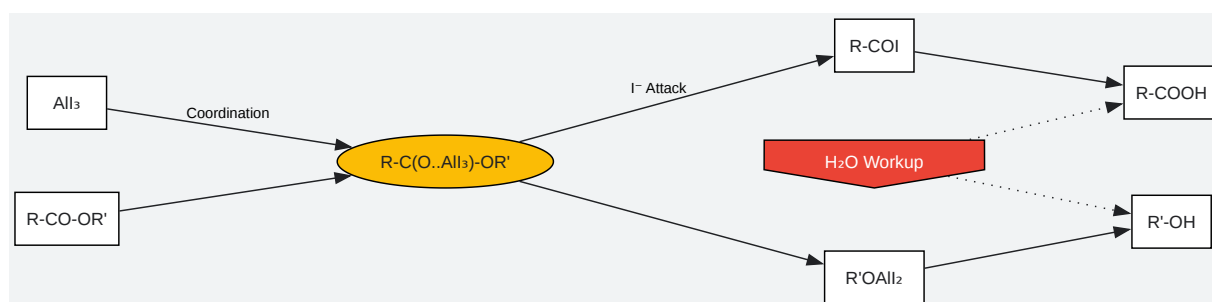 AlI₃
Coordination
R-CO-OR'
R-C(O..AlI₃)-OR'
I⁻ Attack
R-COI
R-COOH
H₂O Workup
R'-OH
R'OAlI₂